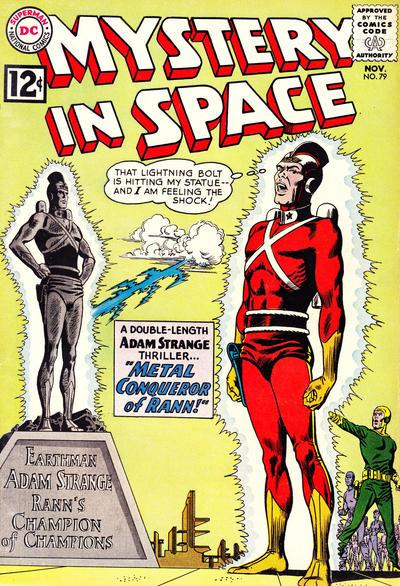 SUPERMAN
DC
NATIONAL COMICS
MYSTERY
IN SPACE
APPROVED
BY THE
COMICS
CODE
CA
AUTHORITY
12¢
NOV.
NO. 79
THAT LIGHTNING BOLT
IS HITTING MY STATUE--
AND I AM FEELING THE
SHOCK!
A DOUBLE-LENGTH
ADAM STRANGE
THRILLER...
"METAL
CONQUEROR
of RANN!"
EARTHMAN
ADAM STRANGE
RANN'S
CHAMPION
of CHAMPIONS